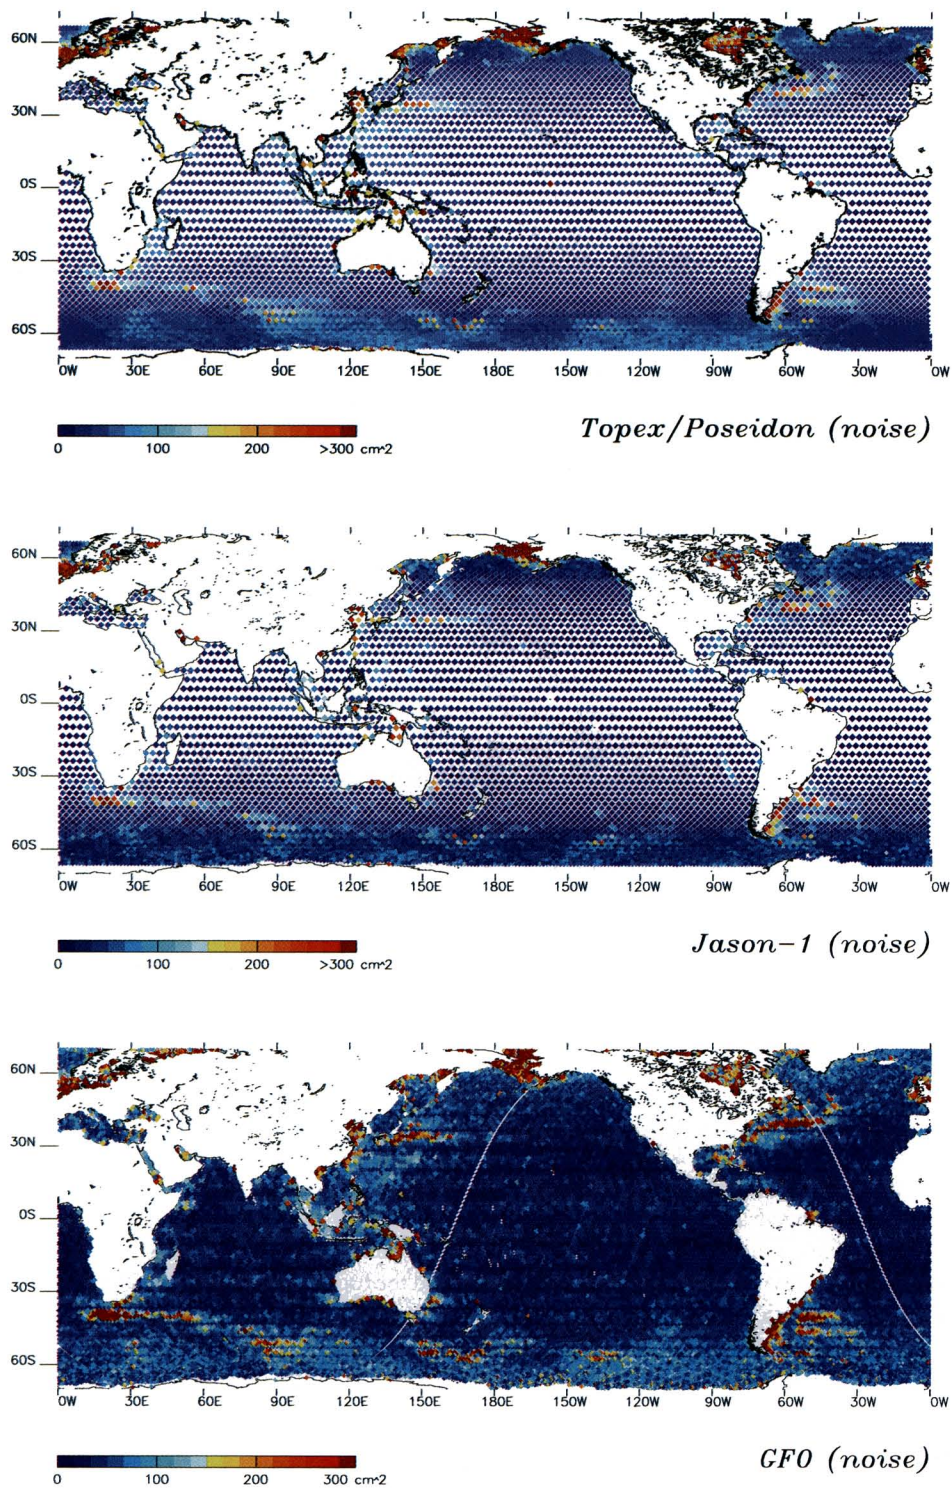 60N
30N
0S
30S
60S
0W 30E 60E 90E 120E 150E 180E 150W 120W 90W 60W 30W 0W
0 100 200 >300 cm^2
Topex/Poseidon (noise)
60N
30N
0S
30S
60S
0W 30E 60E 90E 120E 150E 180E 150W 120W 90W 60W 30W 0W
0 100 200 >300 cm^2
Jason-1 (noise)
60N
30N
0S
30S
60S
0W 30E 60E 90E 120E 150E 180E 150W 120W 90W 60W 30W 0W
0 100 200 300 cm^2
GFO (noise)